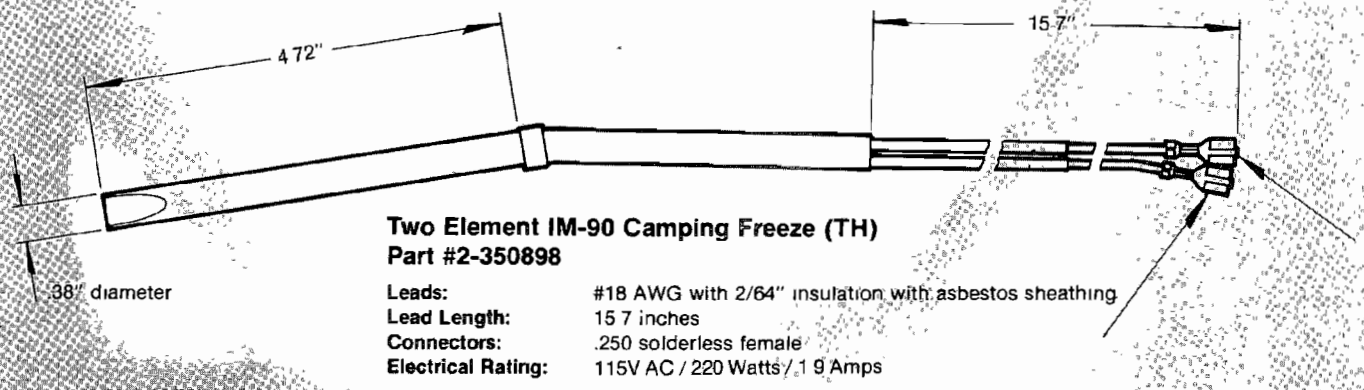 4 72"
15 7"
.38" diameter
Two Element IM-90 Camping Freeze (TH)
Part #2-350898
Leads: #18 AWG with 2/64" insulation with asbestos sheathing
Lead Length: 15 7 inches
Connectors: .250 solderless female
Electrical Rating: 115V AC / 220 Watts / 1 9 Amps